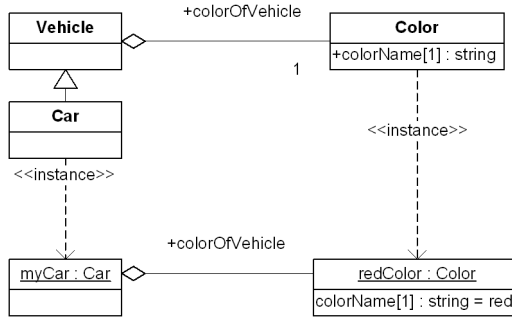 +colorOfVehicle
Vehicle
Color
+colorName[1] : string
1
Car
<<instance>>
<<instance>>
+colorOfVehicle
myCar : Car
redColor : Color
colorName[1] : string = red